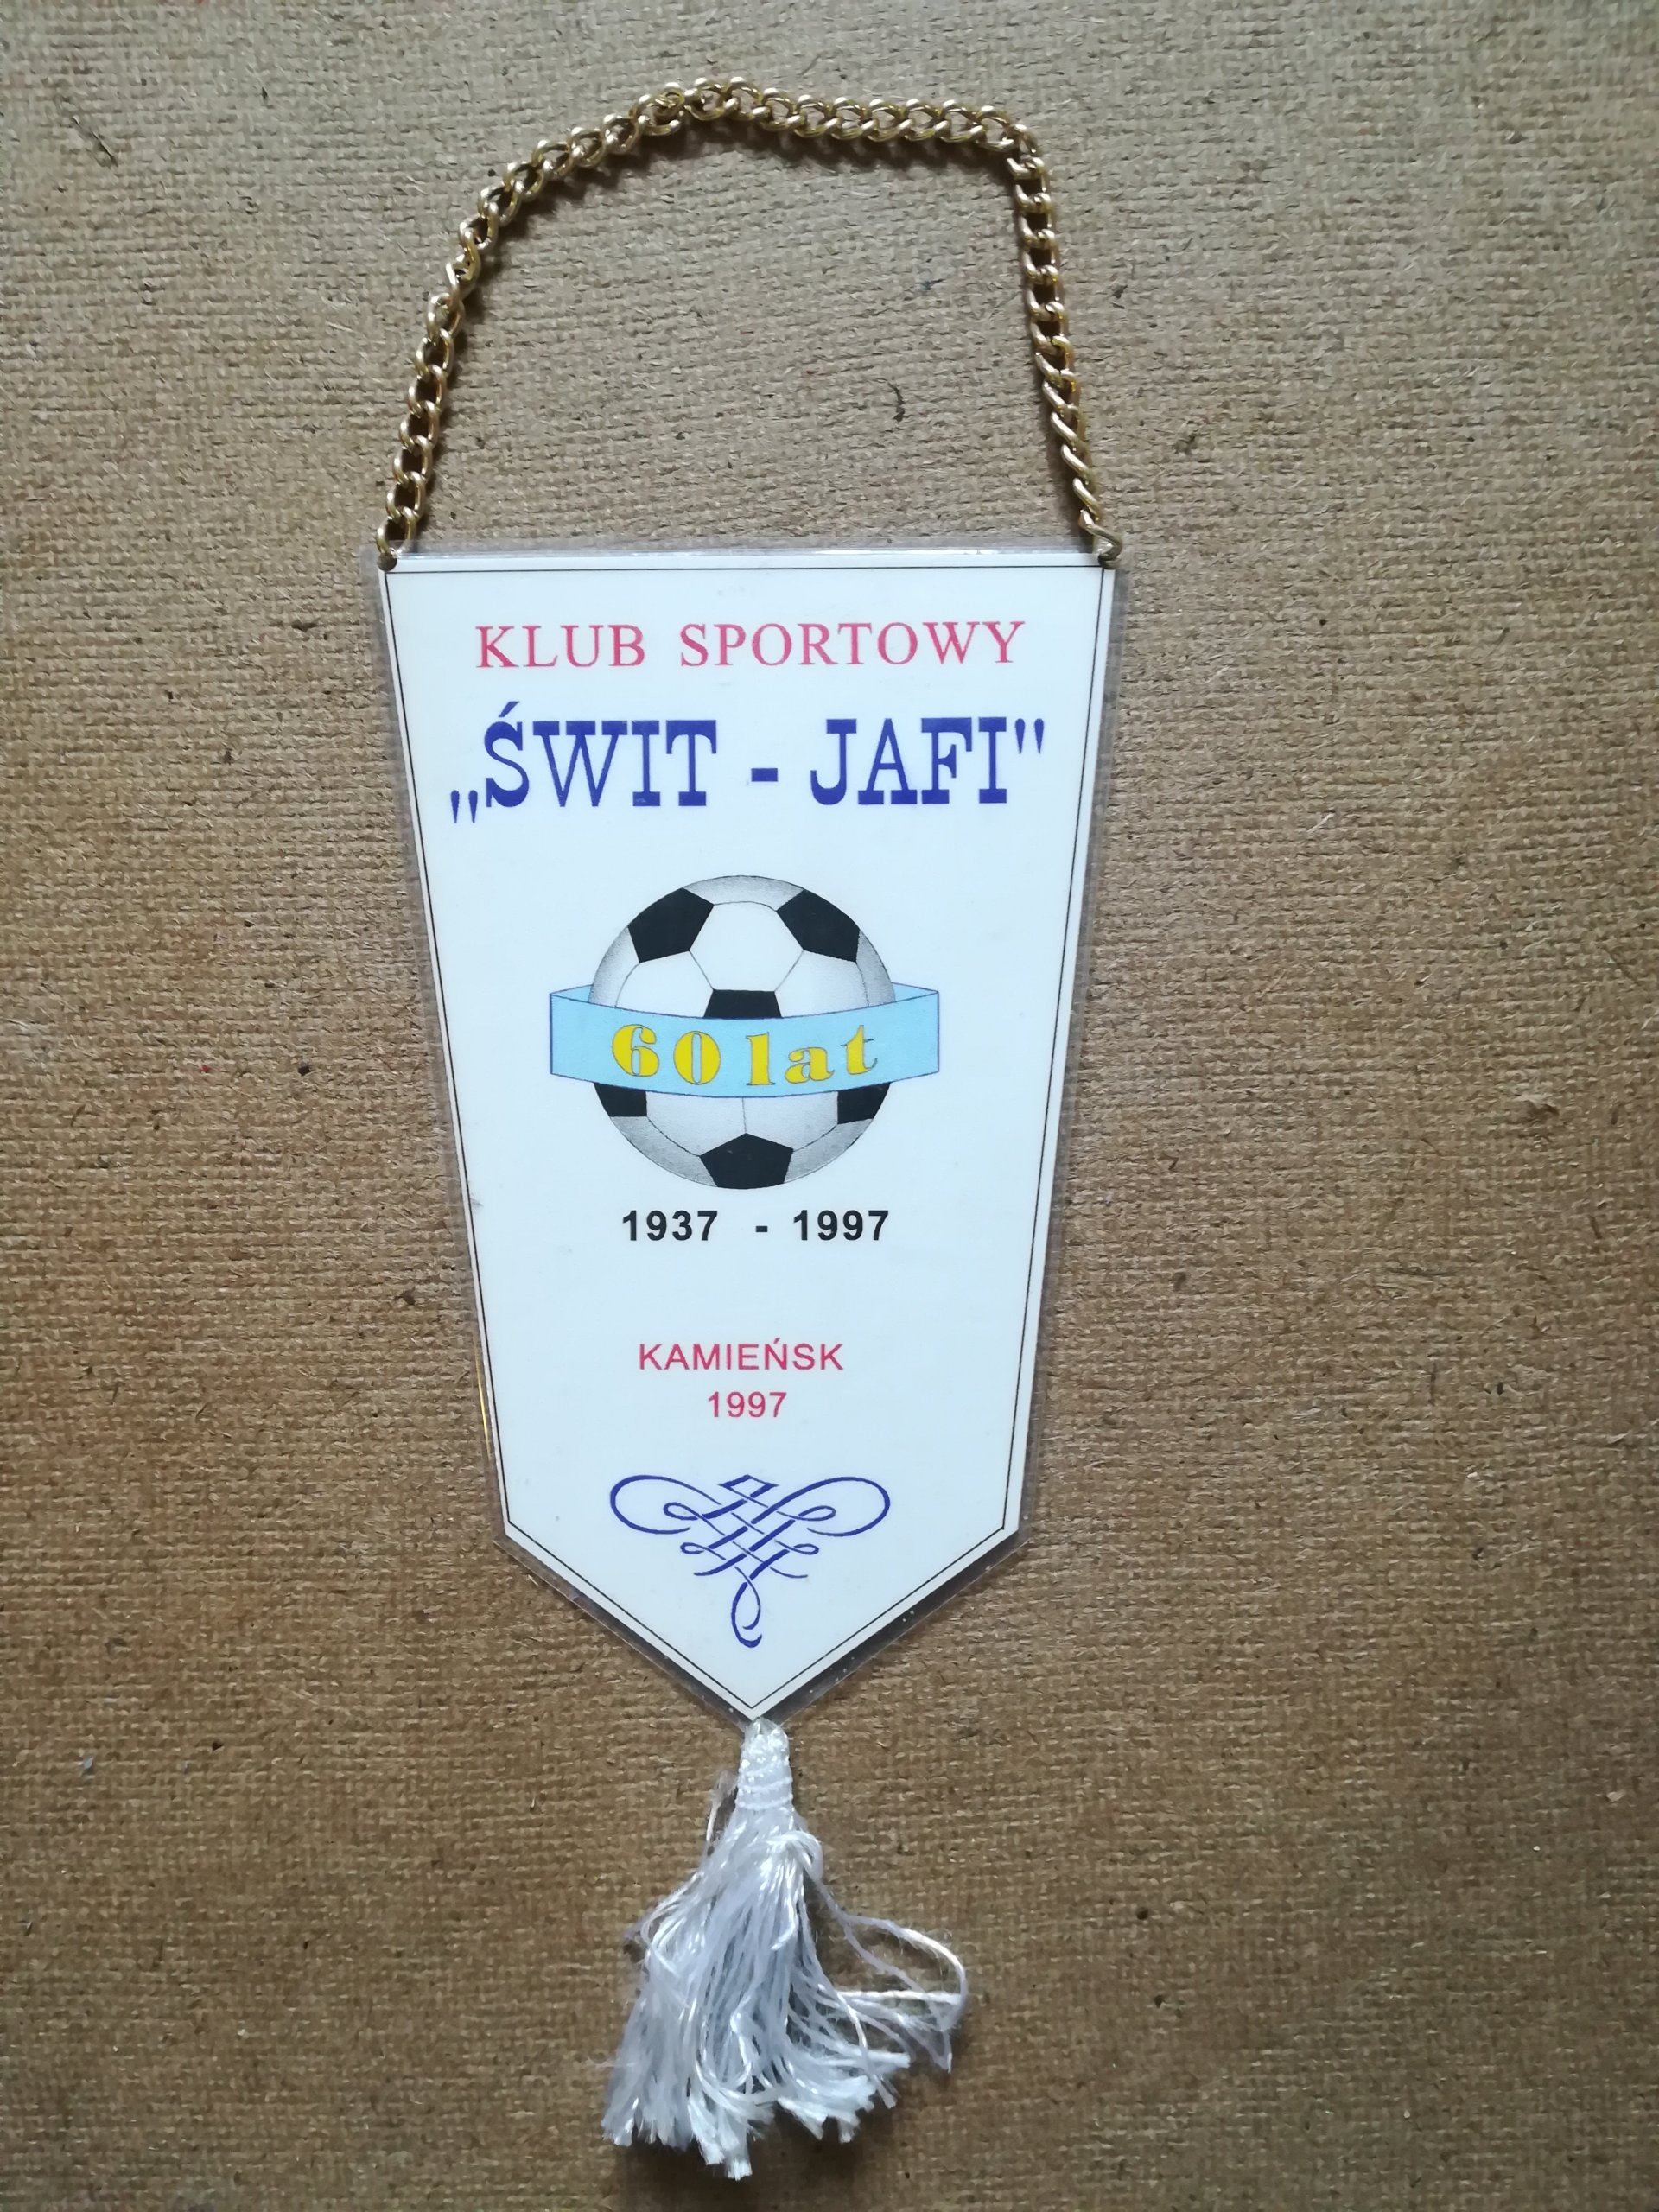 KLUB SPORTOWY
„ŚWIT - JAFI"
60 lat
1937 - 1997
KAMIEŃSK
1997